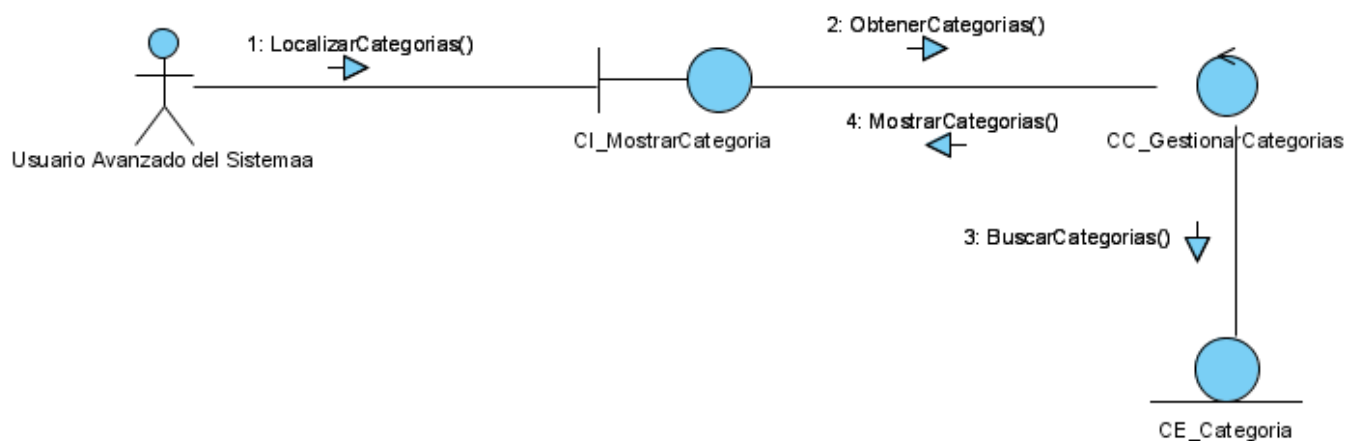 1: LocalizarCategorias()
2: ObtenerCategorias()
4: MostrarCategorias()
Usuario Avanzado del Sistemaa
CI_MostrarCategoria
CC_GestionarCategorias
3: BuscarCategorias()
CE_Categoria